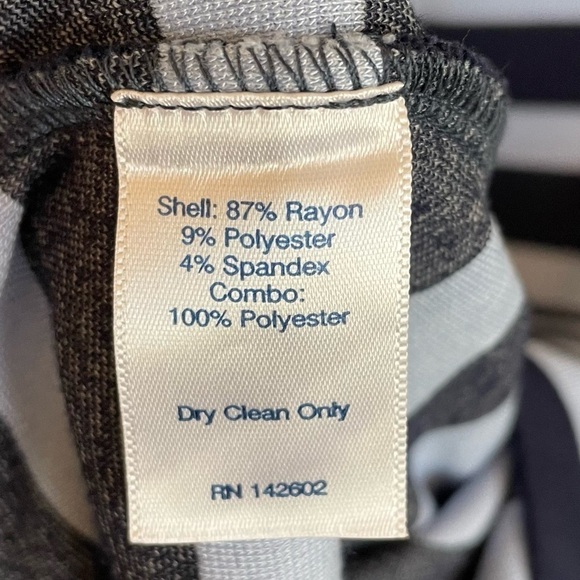 Shell: 87% Rayon
9% Polyester
4% Spandex
Combo:
100% Polyester
Dry Clean Only
RN 142602